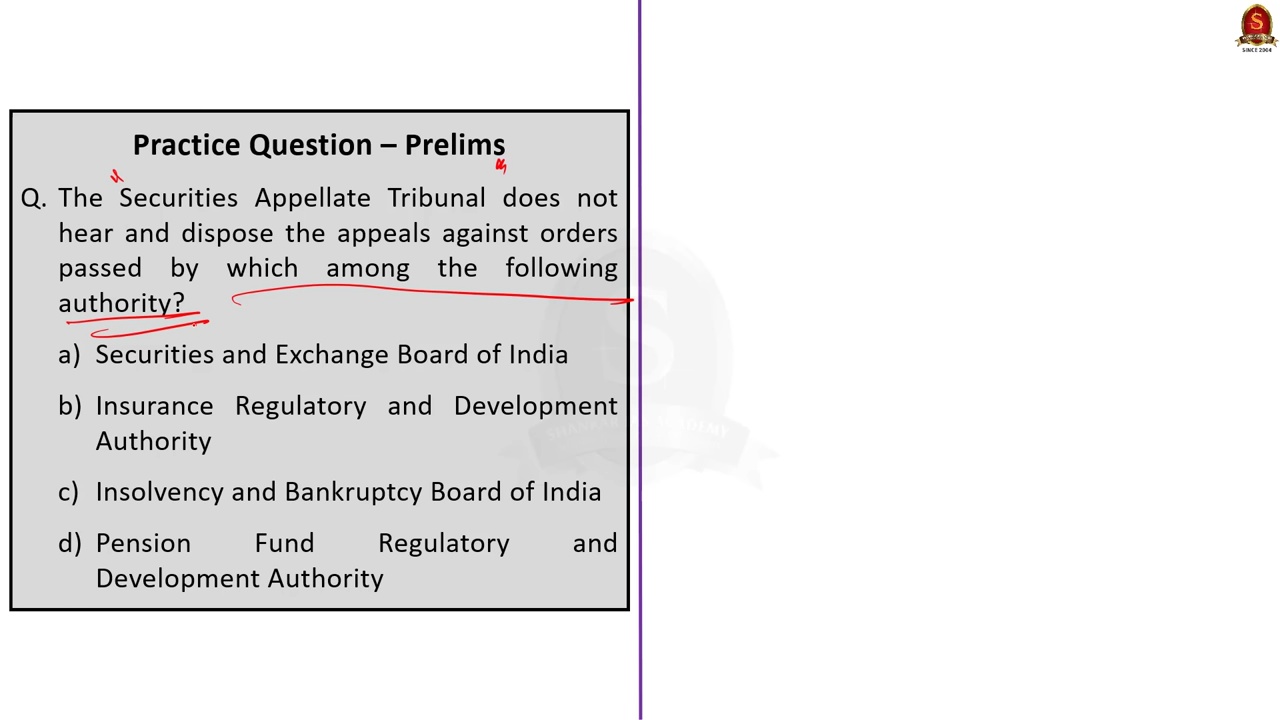 SINCE 2004
Practice Question – Prelims
Q. The Securities Appellate Tribunal does not
hear and dispose the appeals against orders
passed by which among the following
authority?
a) Securities and Exchange Board of India
b) Insurance Regulatory and Development
Authority
c) Insolvency and Bankruptcy Board of India
d) Pension Fund Regulatory and
Development Authority